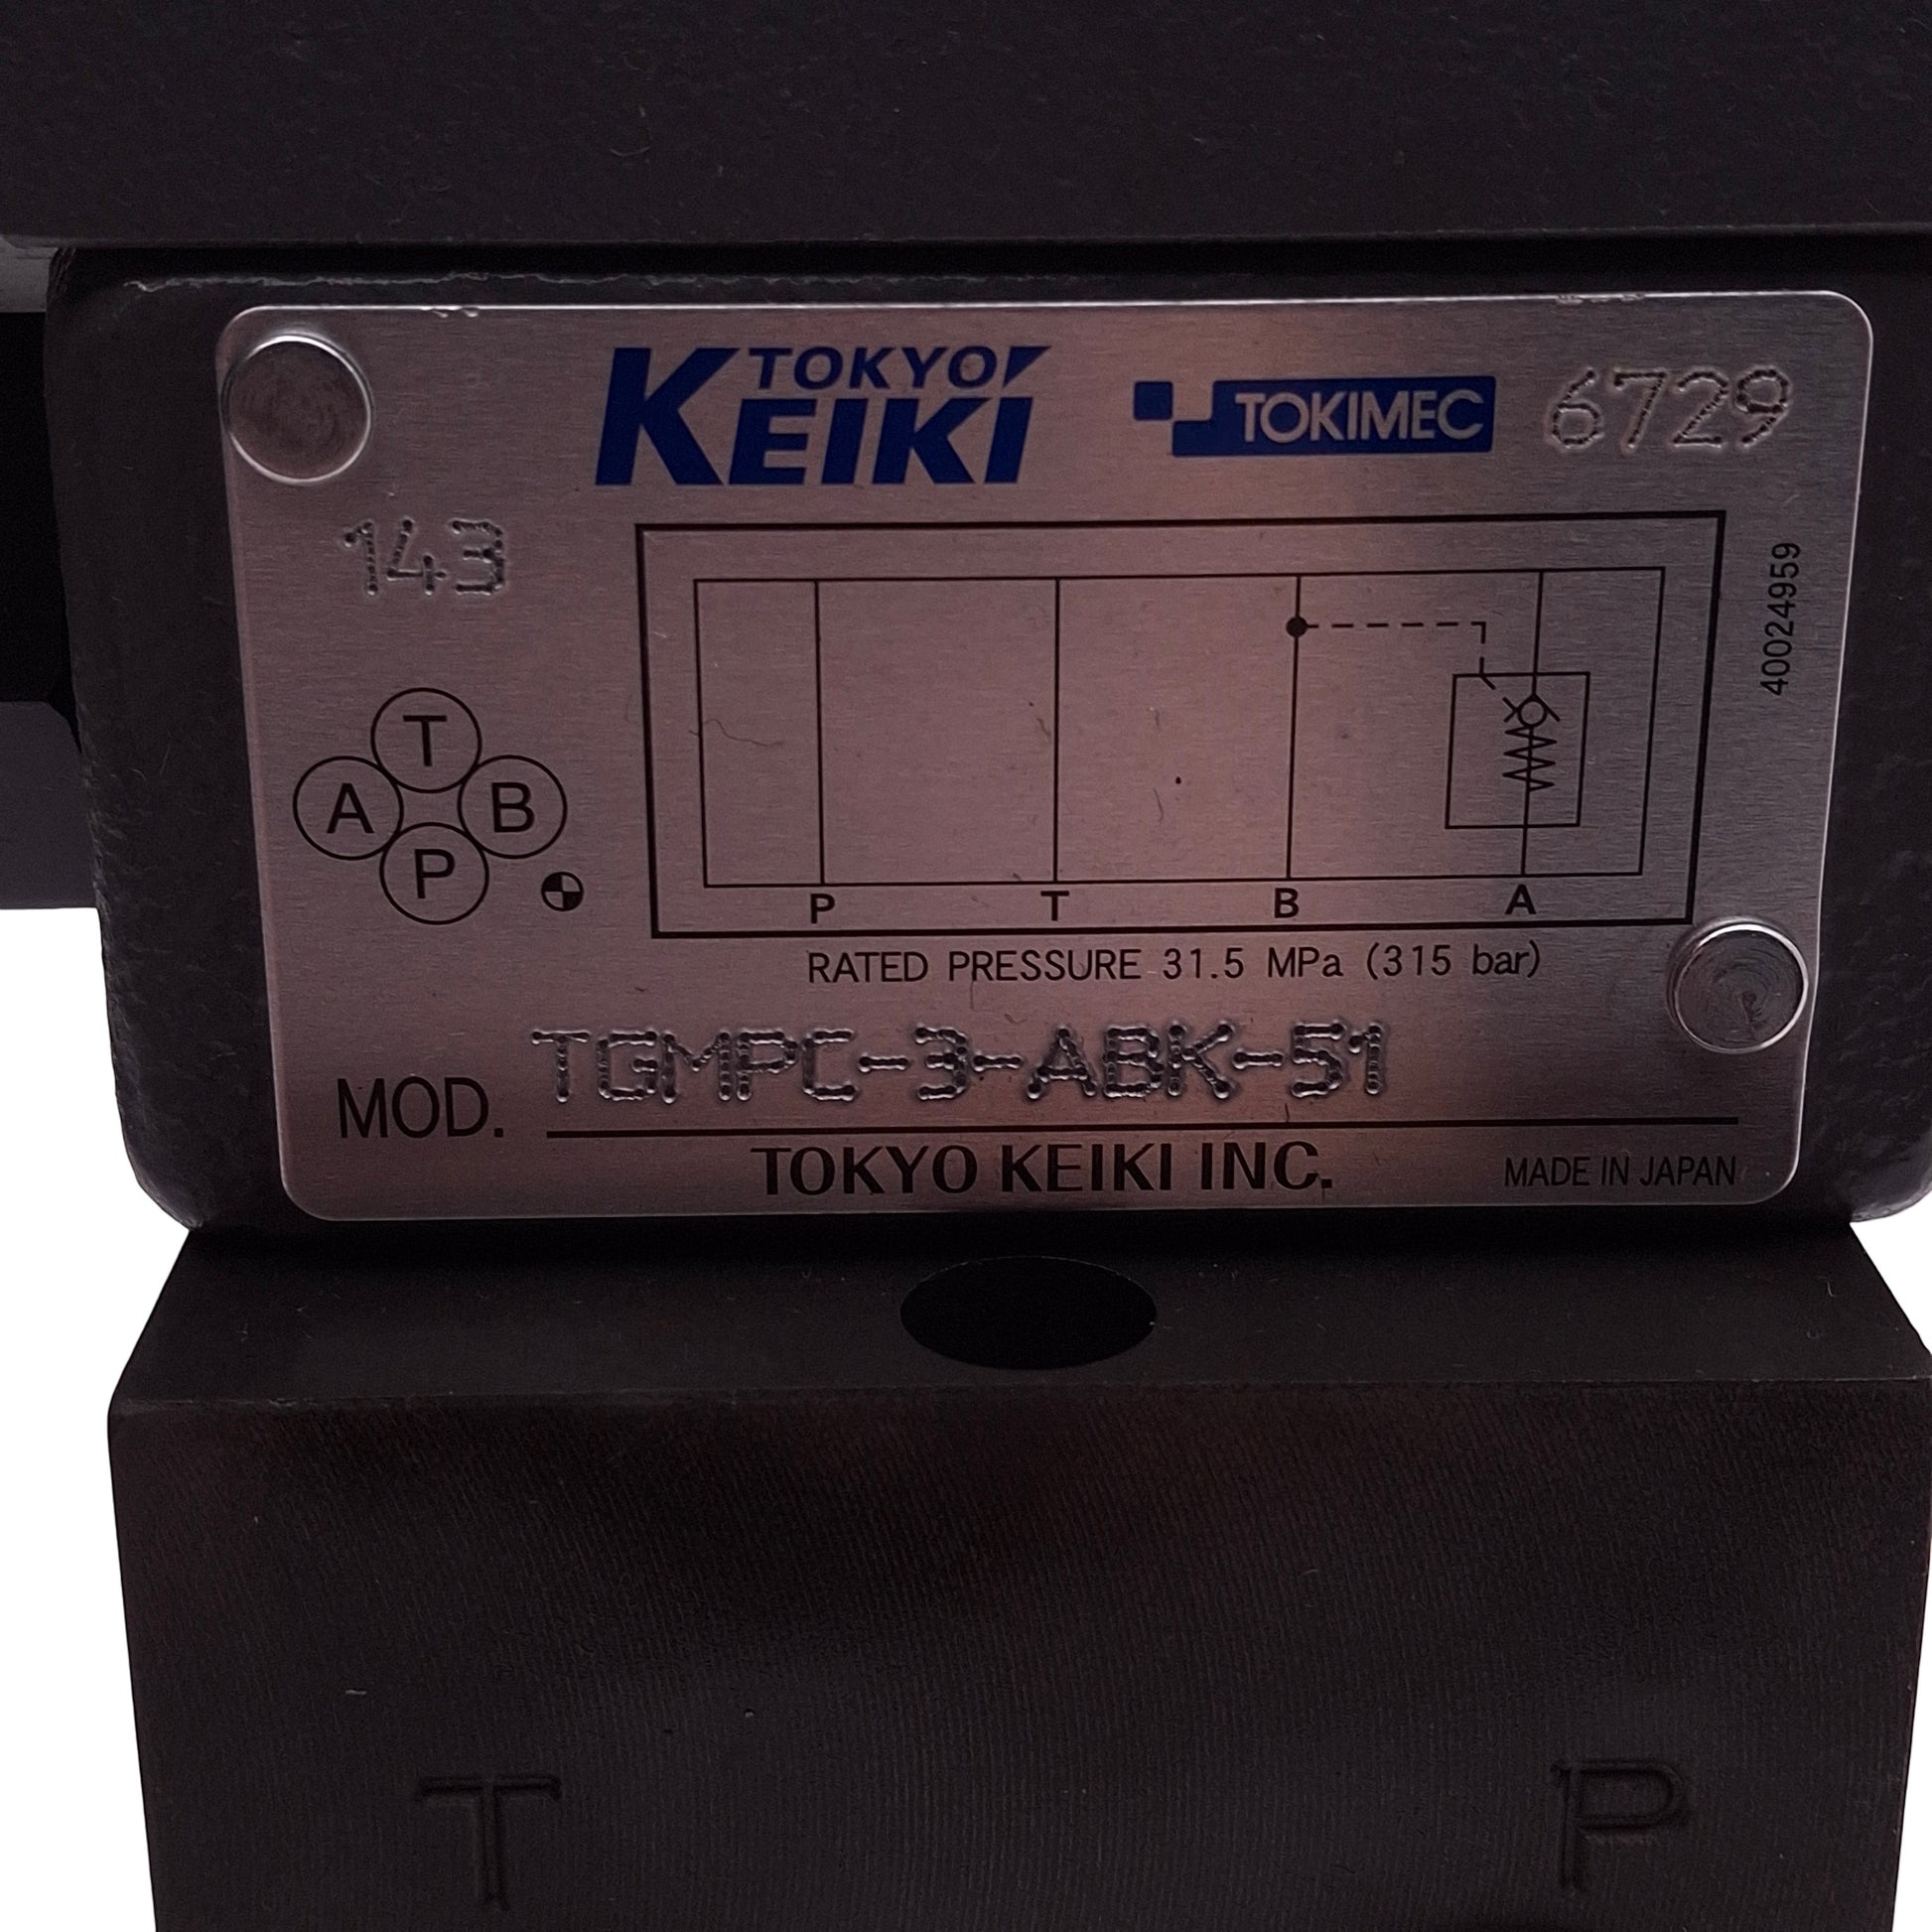 TOKYO KEIKI
TOKIMEC
6729
143
40024959
T
A B
P
P T B A
RATED PRESSURE 31.5 MPa (315 bar)
MOD. TGMPC-3-ABK-51
TOKYO KEIKI INC.
MADE IN JAPAN
T P